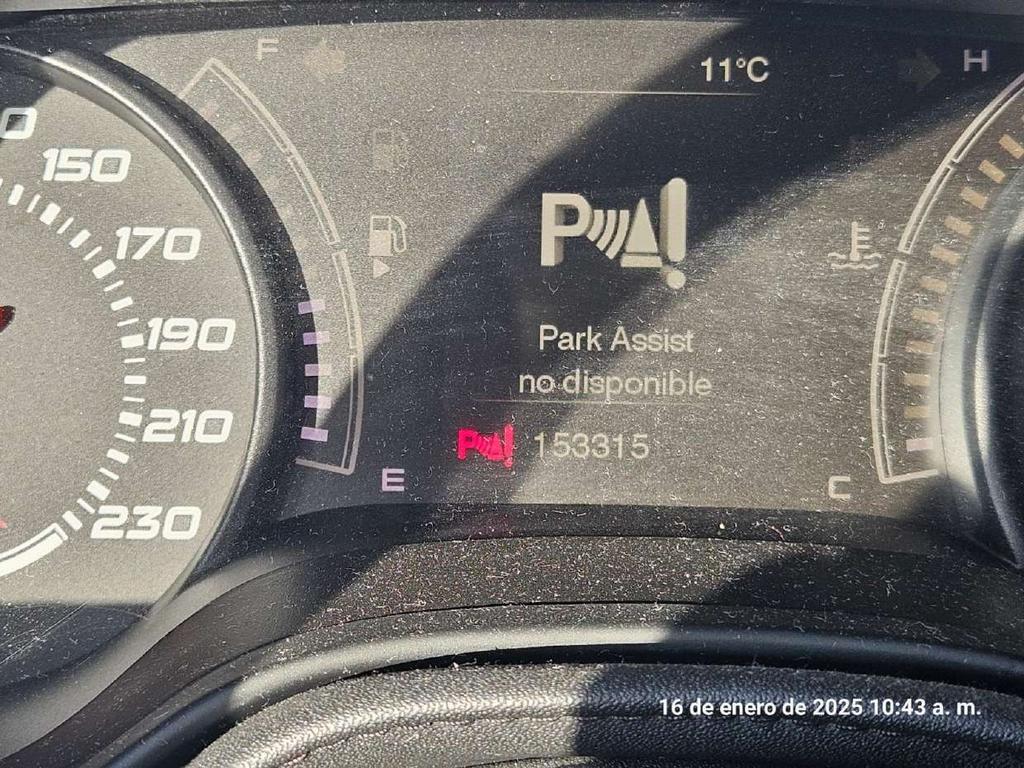 F
11°C
H
150
P!
170
Park Assist
190
no disponible
210
P! 153315
E
C
230
16 de enero de 2025 10:43 a. m.